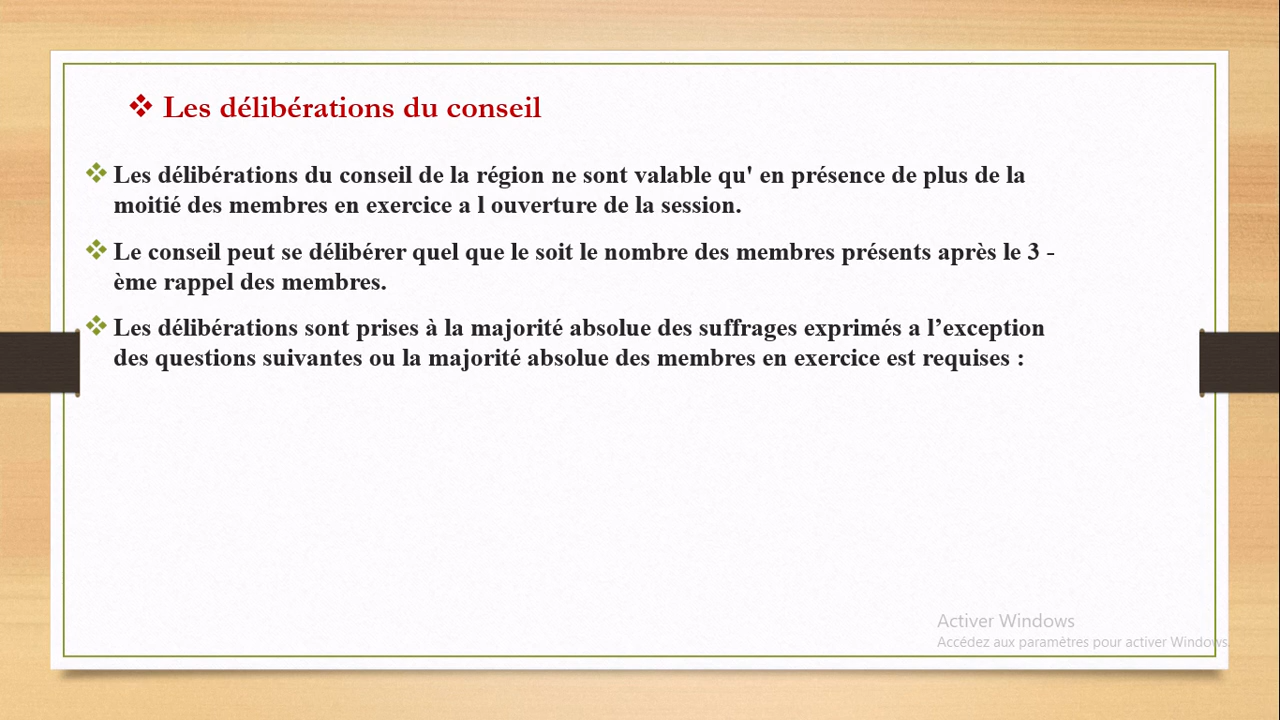 ❖ Les délibérations du conseil
❖ Les délibérations du conseil de la région ne sont valable qu' en présence de plus de la
moitié des membres en exercice a l ouverture de la session.
❖ Le conseil peut se délibérer quel que le soit le nombre des membres présents après le 3 -
ème rappel des membres.
❖ Les délibérations sont prises à la majorité absolue des suffrages exprimés a l’exception
des questions suivantes ou la majorité absolue des membres en exercice est requises :
Activer Windows
Accédez aux paramètres pour activer Windows.